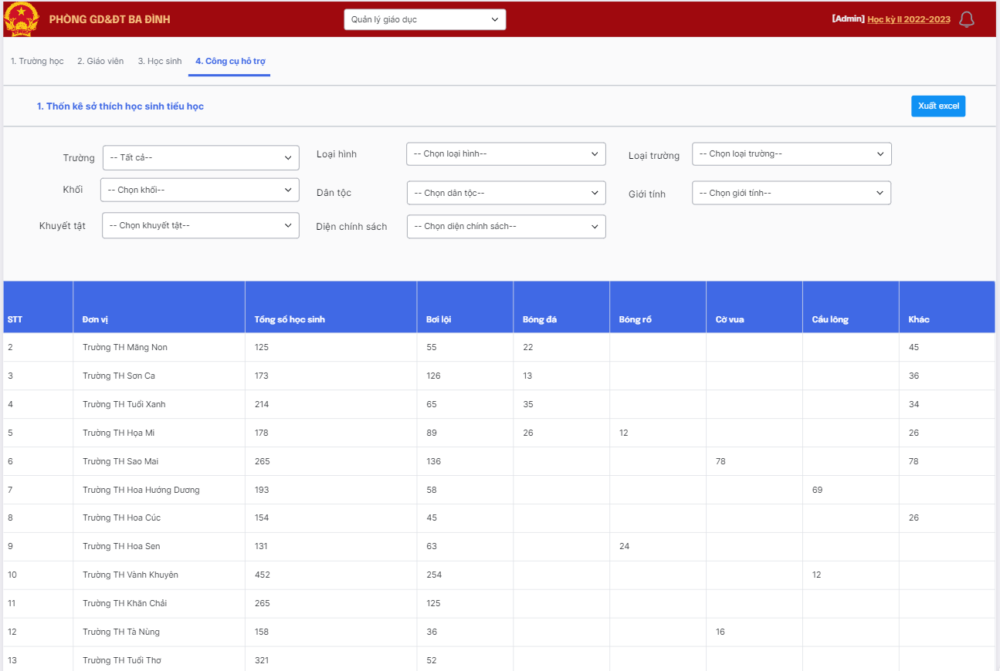 PHÒNG GD&ĐT BA ĐÌNH
Quản lý giáo dục
[Admin] Học kỳ II 2022-2023
1. Trường học 2. Giáo viên 3. Học sinh 4. Công cụ hỗ trợ
1. Thốn kê sở thích học sinh tiểu học
Xuất excel
Trường -- Tất cả-- Loại hình -- Chọn loại hình-- Loại trường -- Chọn loại trường--
Khối -- Chọn khối-- Dân tộc -- Chọn dân tộc-- Giới tính -- Chọn giới tính--
Khuyết tật -- Chọn khuyết tật-- Diện chính sách -- Chọn diện chính sách--
STT Đơn vị Tổng số học sinh Bơi lội Bóng đá Bóng rổ Cờ vua Cầu lông Khác
2 Trường TH Măng Non 125 55 22 45
3 Trường TH Sơn Ca 173 126 13 36
4 Trường TH Tuổi Xanh 214 65 35 34
5 Trường TH Họa Mi 178 89 26 12 26
6 Trường TH Sao Mai 265 136 78 78
7 Trường TH Hoa Hướng Dương 193 58 69
8 Trường TH Hoa Cúc 154 45 26
9 Trường TH Hoa Sen 131 63 24
10 Trường TH Vành Khuyên 452 254 12
11 Trường TH Khăn Chải 265 125
12 Trường TH Tà Nùng 158 36 16
13 Trường TH Tuổi Thơ 321 52